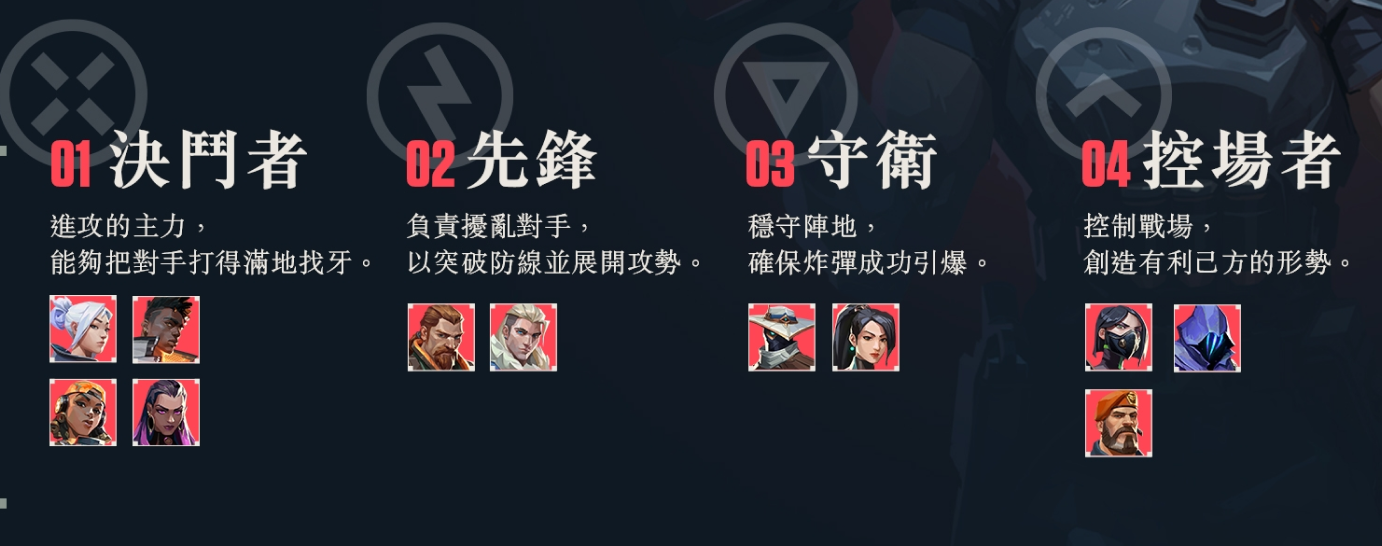 01 決鬥者
進攻的主力，
能夠把對手打得滿地找牙。
02 先鋒
負責擾亂對手，
以突破防線並展開攻勢。
03 守衛
穩守陣地，
確保炸彈成功引爆。
04 控場者
控制戰場，
創造有利己方的形勢。